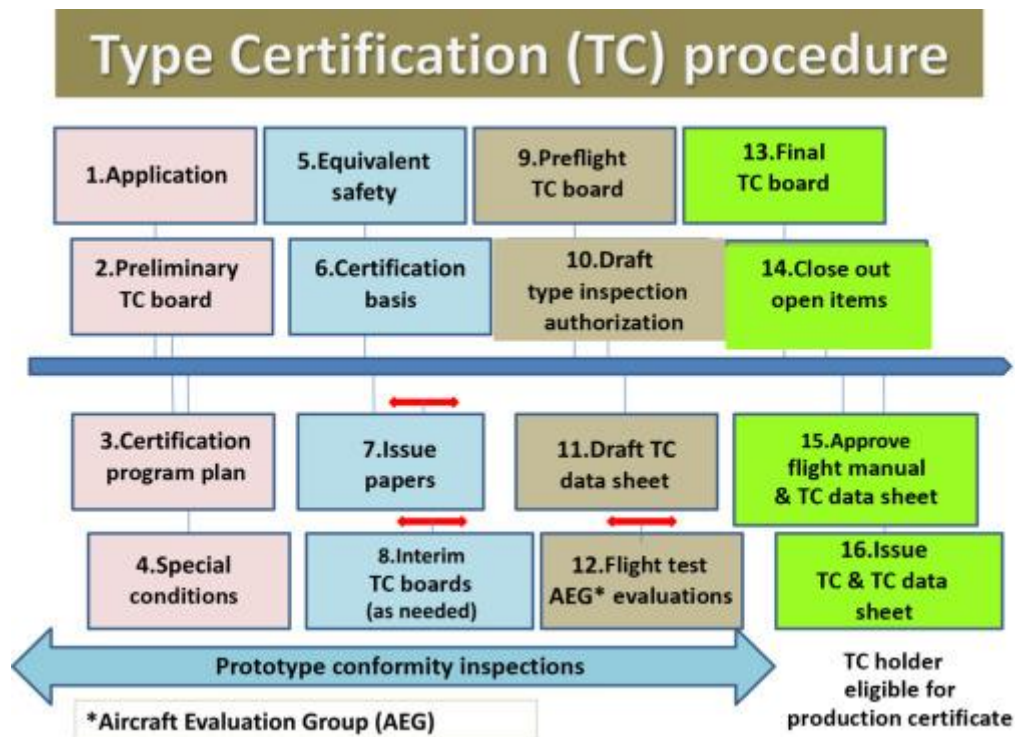 Type Certification (TC) procedure
1.Application
2.Preliminary
TC board
3.Certification
program plan
4.Special
conditions
5.Equivalent
safety
6.Certification
basis
7.Issue
papers
8.Interim
TC boards
(as needed)
9.Preflight
TC board
10.Draft
type inspection
authorization
11.Draft TC
data sheet
12.Flight test
AEG* evaluations
13.Final
TC board
14.Close out
open items
15.Approve
flight manual
& TC data sheet
16.Issue
TC & TC data
sheet
Prototype conformity inspections
TC holder
eligible for
production certificate
*Aircraft Evaluation Group (AEG)